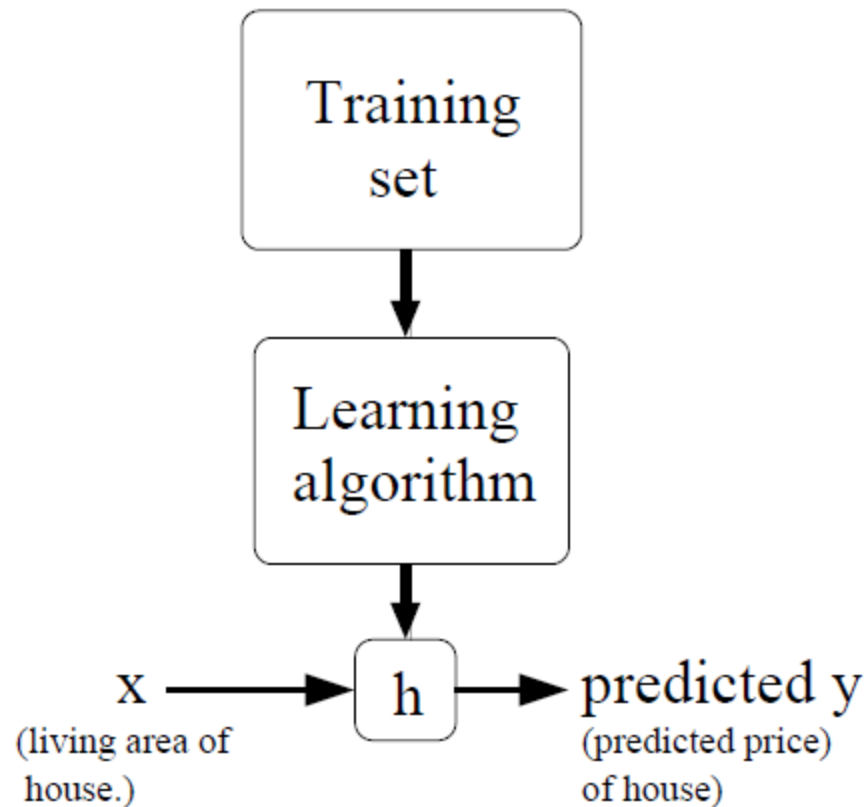 Training
set
Learning
algorithm
x
h
predicted y
(living area of
house.)
(predicted price)
of house)